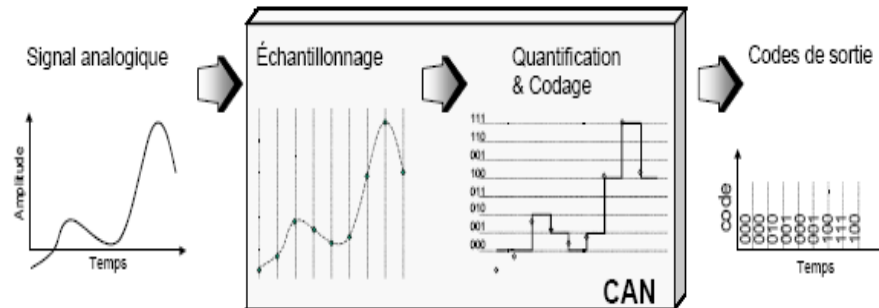 Signal analogique
Échantillonnage
Quantification
& Codage
Codes de sortie
Amplitude
Temps
111
110
001
100
011
010
001
000
CAN
code
000
000
010
001
000
001
100
111
100
Temps